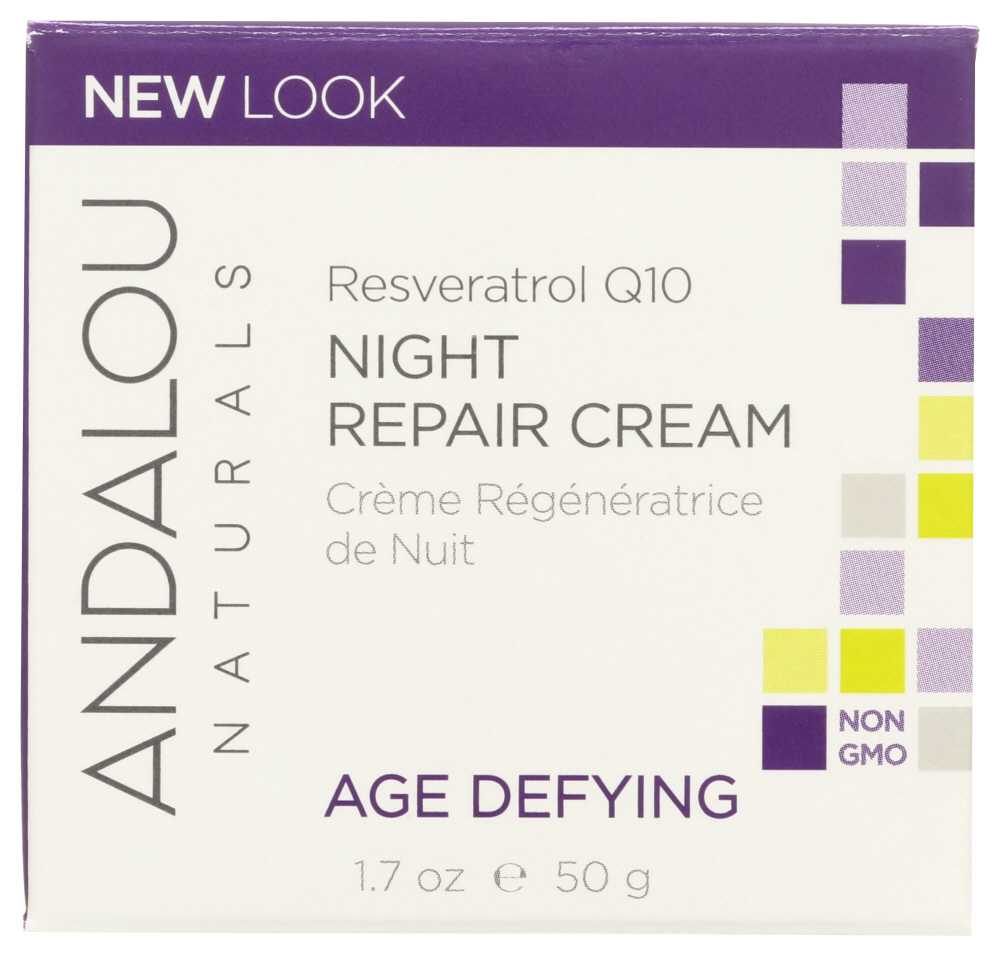 NEW LOOK
ANDALOU
NATURALS
Resveratrol Q10
NIGHT
REPAIR CREAM
Crème Régénératrice
de Nuit
NON
GMO
AGE DEFYING
1.7 oz ℮ 50 g